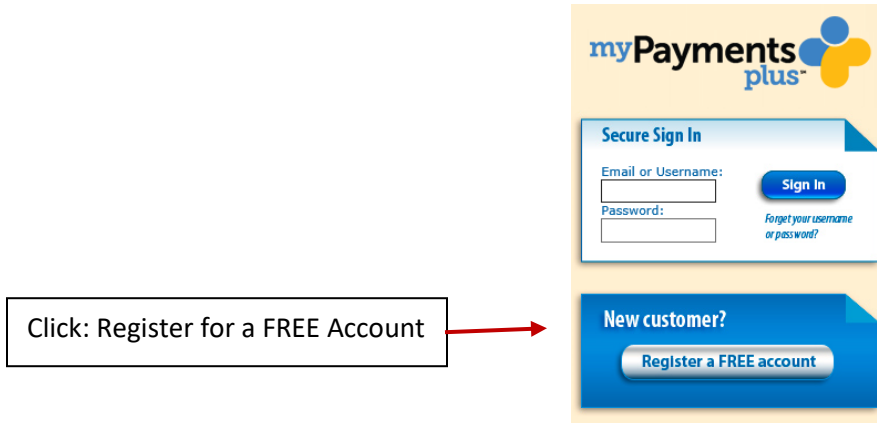 myPayments
plus℠
Secure Sign In
Email or Username:
Sign In
Password:
Forget your username
or password?
Click: Register for a FREE Account
New customer?
Register a FREE account